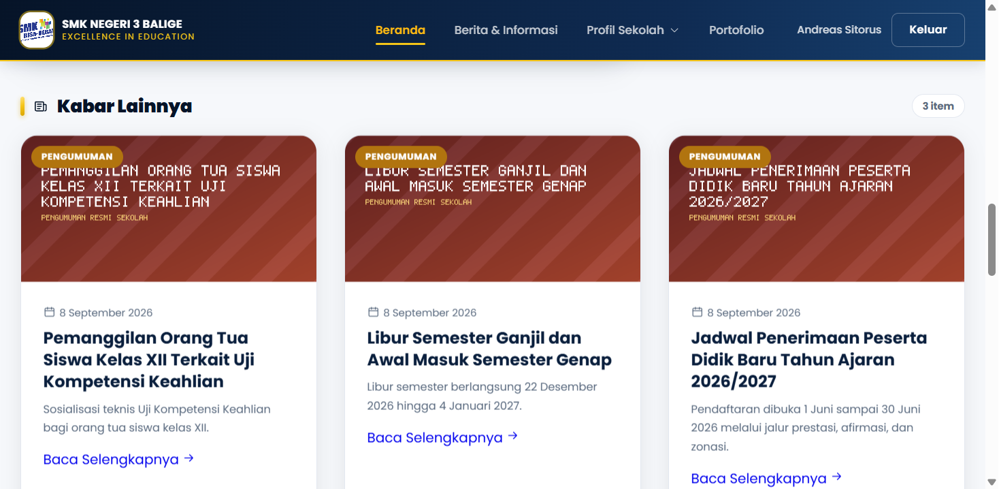 SMK
BISA-HEBAT
SMK NEGERI 3 BALIGE
EXCELLENCE IN EDUCATION
Beranda
Berita & Informasi
Profil Sekolah
Portofolio
Andreas Sitorus
Keluar
Kabar Lainnya
3 item
PENGUMUMAN
PEMANGGILAN ORANG TUA SISWA
KELAS XII TERKAIT UJI
KOMPETENSI KEAHLIAN
PENGUMUMAN RESMI SEKOLAH
8 September 2026
Pemanggilan Orang Tua
Siswa Kelas XII Terkait Uji
Kompetensi Keahlian
Sosialisasi teknis Uji Kompetensi Keahlian
bagi orang tua siswa kelas XII.
Baca Selengkapnya →
PENGUMUMAN
LIBUR SEMESTER GANJIL DAN
AWAL MASUK SEMESTER GENAP
PENGUMUMAN RESMI SEKOLAH
8 September 2026
Libur Semester Ganjil dan
Awal Masuk Semester Genap
Libur semester berlangsung 22 Desember
2026 hingga 4 Januari 2027.
Baca Selengkapnya →
PENGUMUMAN
JADWAL PENERIMAAN PESERTA
DIDIK BARU TAHUN AJARAN
2026/2027
PENGUMUMAN RESMI SEKOLAH
8 September 2026
Jadwal Penerimaan Peserta
Didik Baru Tahun Ajaran
2026/2027
Pendaftaran dibuka 1 Juni sampai 30 Juni
2026 melalui jalur prestasi, afirmasi, dan
zonasi.
Baca Selengkapnya →